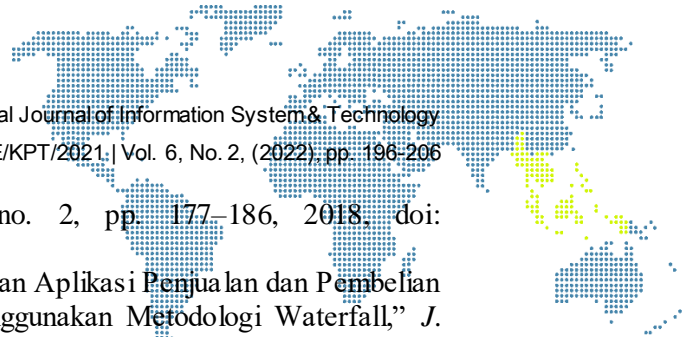 al Journal of Information System & Technology
E/KPT/2021 | Vol. 6, No. 2, (2022), pp. 196-206
no. 2, pp. 177–186, 2018, doi:
an Aplikasi Penjualan dan Pembelian
ggunakan Metodologi Waterfall,” J.